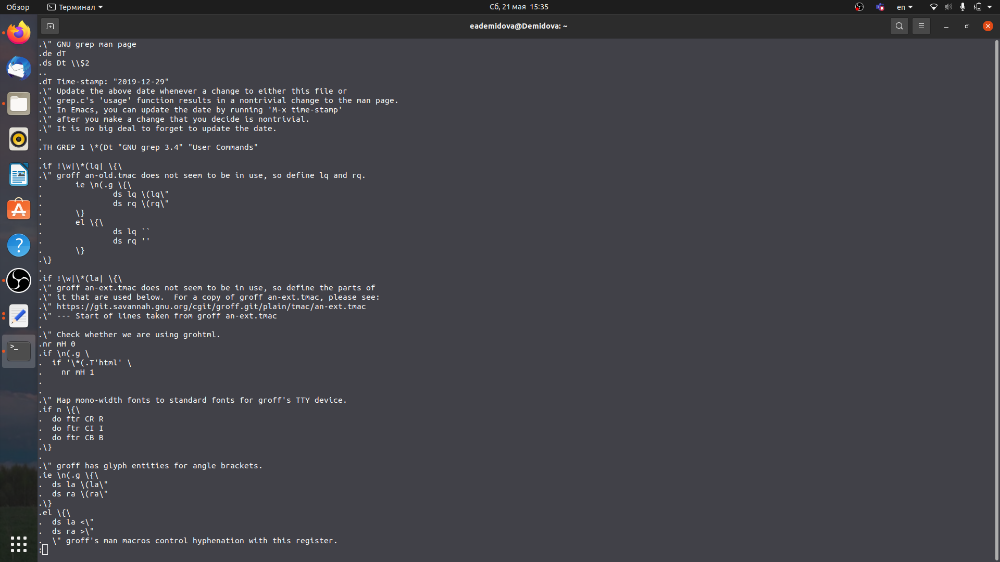 Обзор
Терминал
Сб, 21 мая  15:35
en
eademidova@Demidova: ~
.\" GNU grep man page
.de dT
.ds Dt \\$2
..
.dT Time-stamp: "2019-12-29"
.\" Update the above date whenever a change to either this file or
.\" grep.c's 'usage' function results in a nontrivial change to the man page.
.\" In Emacs, you can update the date by running 'M-x time-stamp'
.\" after you make a change that you decide is nontrivial.
.\" It is no big deal to forget to update the date.
.
.TH GREP 1 \*(Dt "GNU grep 3.4" "User Commands"
.
.if !\w|\*(lq| \{\
.\" groff an-old.tmac does not seem to be in use, so define lq and rq.
.       ie \n(.g \{\
.               ds lq \(lq\"
.               ds rq \(rq\"
.       \}
.       el \{\
.               ds lq ``
.               ds rq ''
.       \}
.\}
.
.if !\w|\*(la| \{\
.\" groff an-ext.tmac does not seem to be in use, so define the parts of
.\" it that are used below.  For a copy of groff an-ext.tmac, please see:
.\" https://git.savannah.gnu.org/cgit/groff.git/plain/tmac/an-ext.tmac
.\" --- Start of lines taken from groff an-ext.tmac
.
.\" Check whether we are using grohtml.
.nr mH 0
.if \n(.g \
.  if '\*(.T'html' \
.    nr mH 1
.
.
.\" Map mono-width fonts to standard fonts for groff's TTY device.
.if n \{\
.  do ftr CR R
.  do ftr CI I
.  do ftr CB B
.\}
.
.\" groff has glyph entities for angle brackets.
.ie \n(.g \{\
.  ds la \(la\"
.  ds ra \(ra\"
.\}
.el \{\
.  ds la <\"
.  ds ra >\"
.  \" groff's man macros control hyphenation with this register.
: